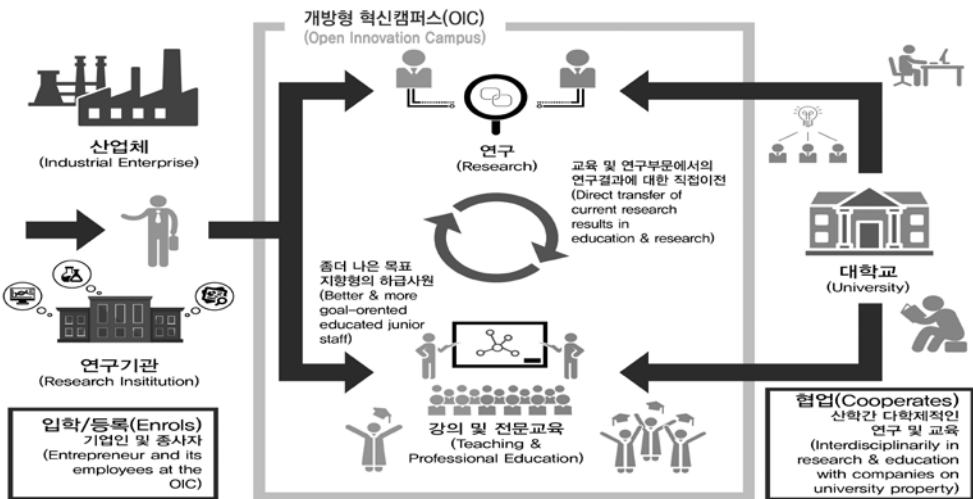 개방형 혁신캠퍼스(OIC)
(Open Innovation Campus)
산업체
(Industrial Enterprise)
연구
(Research)
교육 및 연구부문에서의
연구결과에 대한 직접이전
(Direct transfer of
current research
results in
education & research)
대학교
(University)
좀더 나은 목표
지향형의 하급사원
(Better & more
goal-orented
educated junior
staff)
연구기관
(Research Insititution)
입학/등록(Enrols)
기업인 및 종사자
(Entrepreneur and its
employees at the
OIC)
강의 및 전문교육
(Teaching &
Professional Education)
협업(Cooperates)
산학간 다학제적인
연구 및 교육
(Interdisciplinarily in
research & education
with companies on
university property)